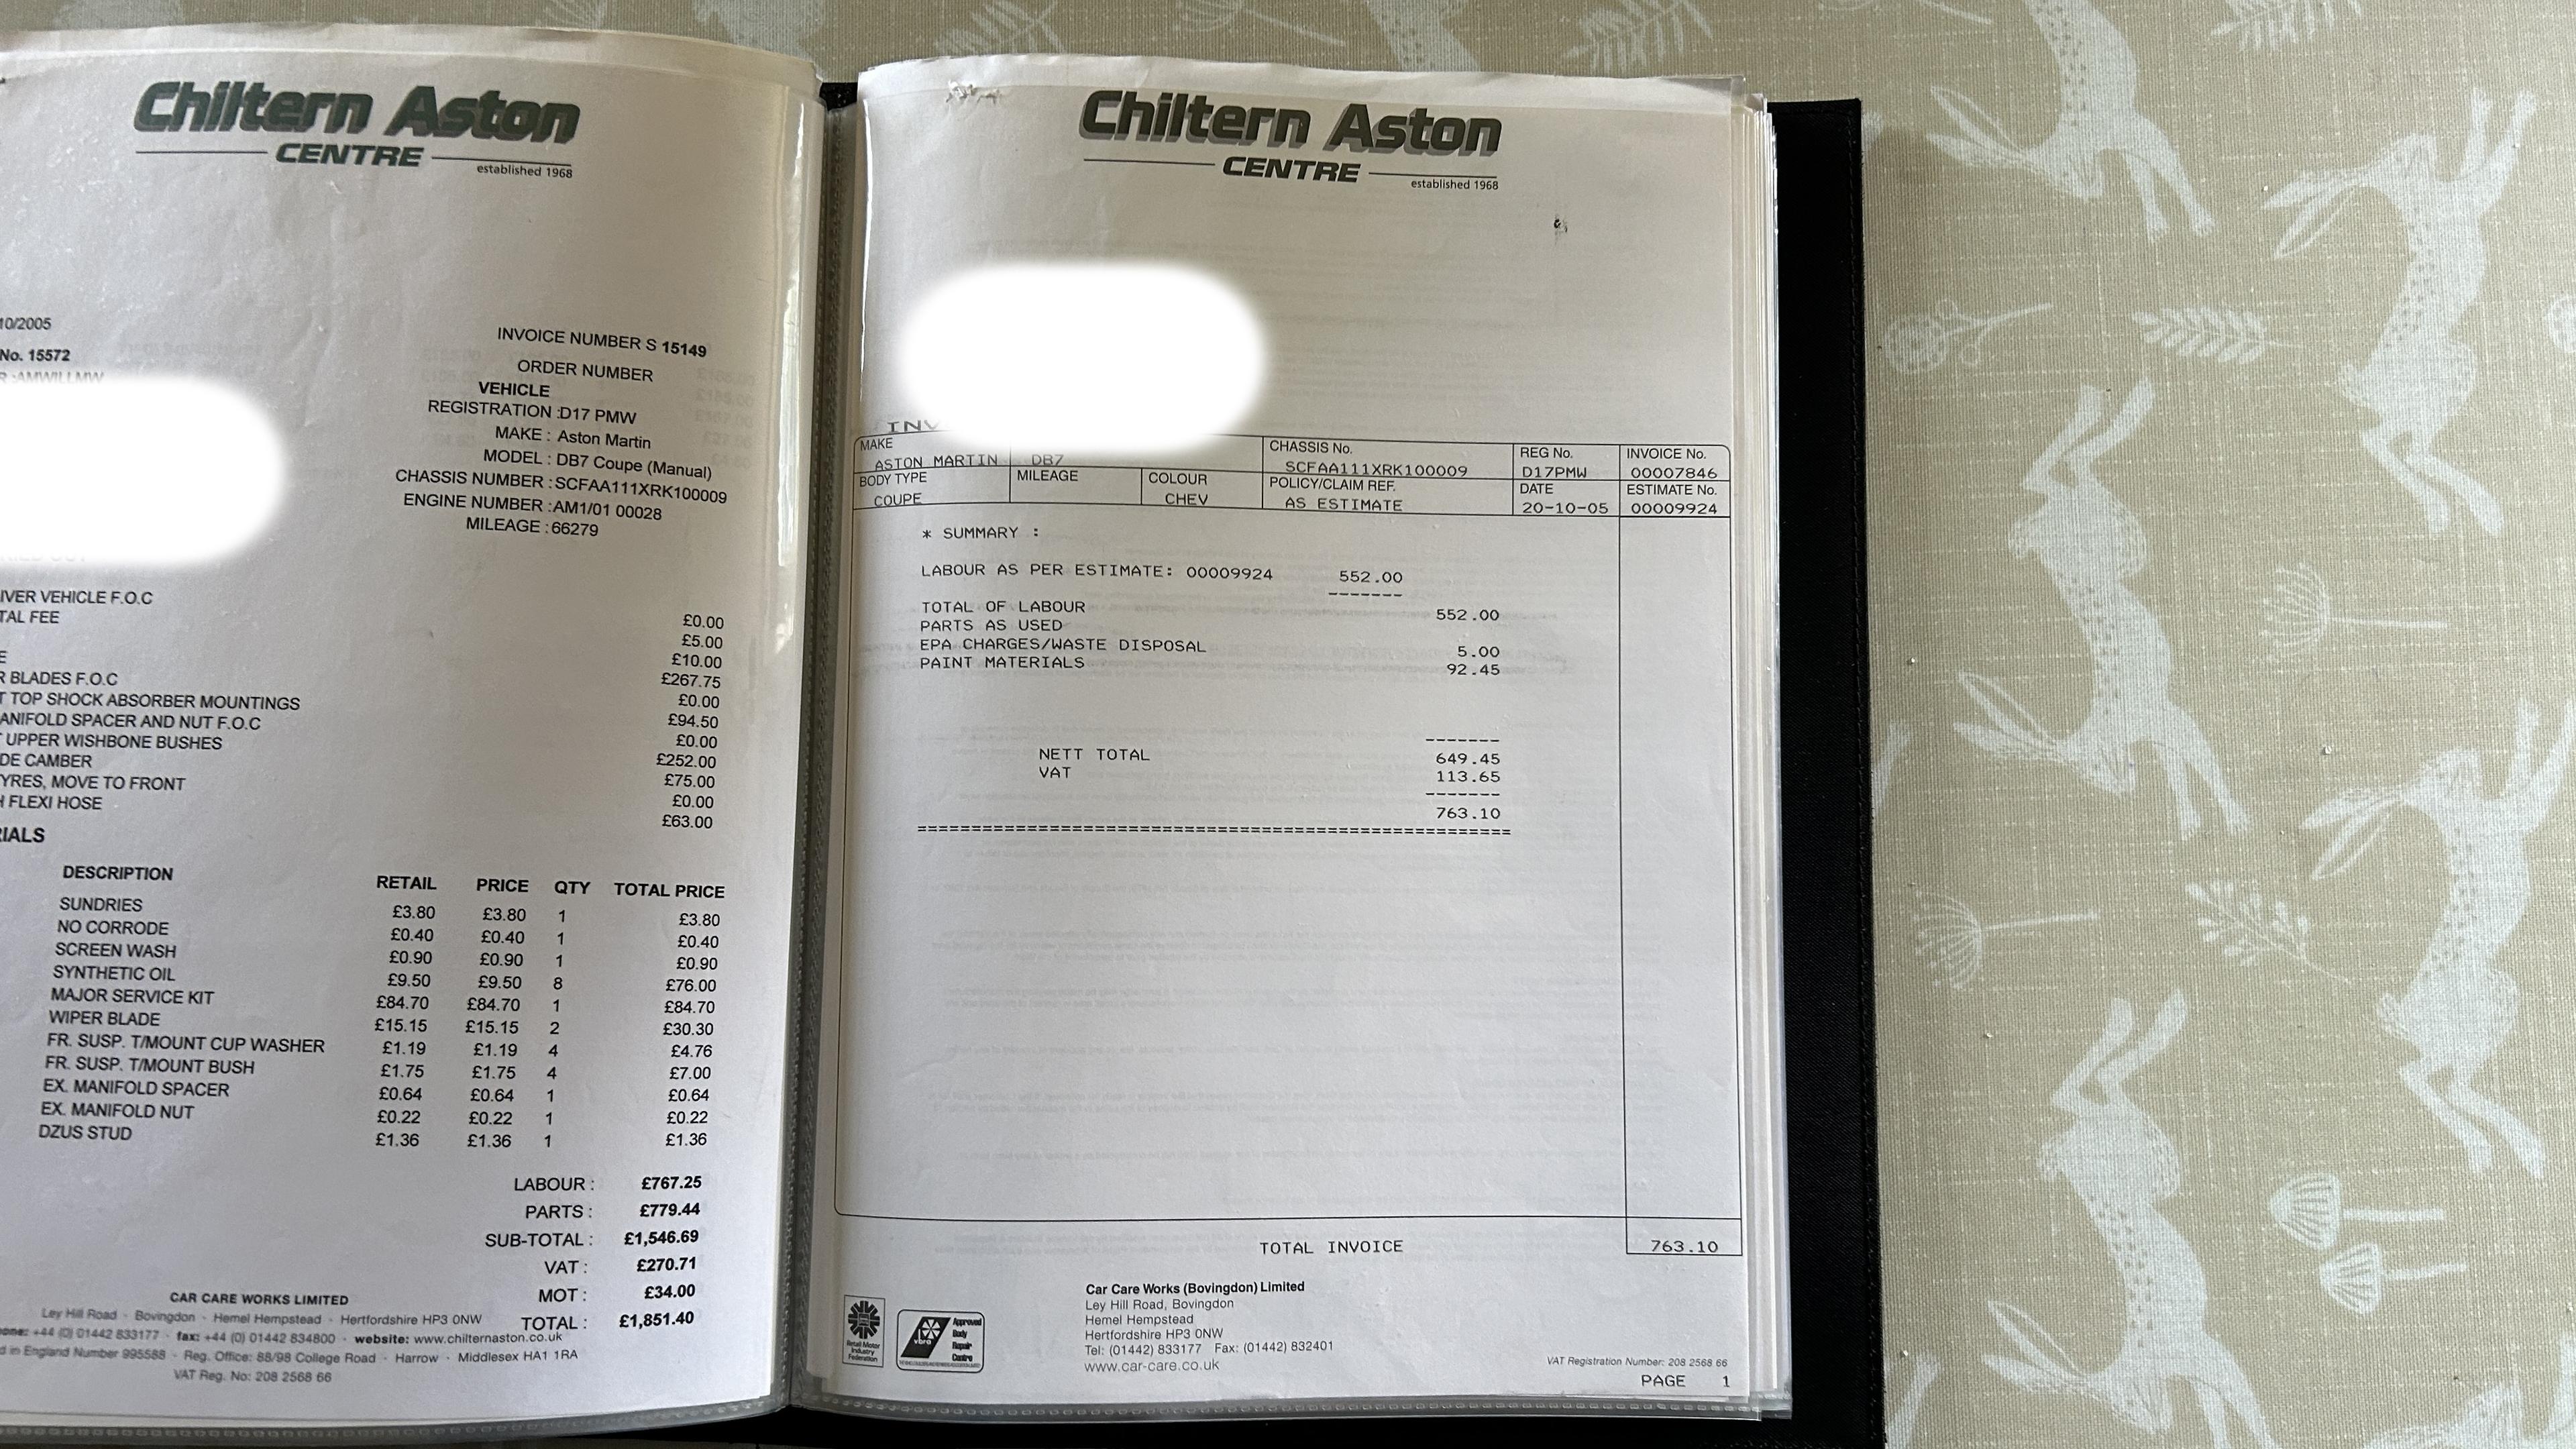 Chiltern Aston
CENTRE
established 1968
10/2005
No. 15572
R :AMWILLMW
INVOICE NUMBER S 15149
ORDER NUMBER
VEHICLE
REGISTRATION :D17 PMW
MAKE : Aston Martin
MODEL : DB7 Coupe (Manual)
CHASSIS NUMBER :SCFAA111XRK100009
ENGINE NUMBER :AM1/01 00028
MILEAGE : 66279
IVER VEHICLE F.O.C
£0.00
TAL FEE
£5.00
£10.00
E
£267.75
R BLADES F.O.C
£0.00
T TOP SHOCK ABSORBER MOUNTINGS
£94.50
ANIFOLD SPACER AND NUT F.O.C
£0.00
T UPPER WISHBONE BUSHES
£252.00
DE CAMBER
£75.00
YRES, MOVE TO FRONT
£0.00
H FLEXI HOSE
£63.00
RIALS
DESCRIPTION RETAIL PRICE QTY TOTAL PRICE
SUNDRIES £3.80 £3.80 1 £3.80
NO CORRODE £0.40 £0.40 1 £0.40
SCREEN WASH £0.90 £0.90 1 £0.90
SYNTHETIC OIL £9.50 £9.50 8 £76.00
MAJOR SERVICE KIT £84.70 £84.70 1 £84.70
WIPER BLADE £15.15 £15.15 2 £30.30
FR. SUSP. T/MOUNT CUP WASHER £1.19 £1.19 4 £4.76
FR. SUSP. T/MOUNT BUSH £1.75 £1.75 4 £7.00
EX. MANIFOLD SPACER £0.64 £0.64 1 £0.64
EX. MANIFOLD NUT £0.22 £0.22 1 £0.22
DZUS STUD £1.36 £1.36 1 £1.36
LABOUR : £767.25
PARTS : £779.44
SUB-TOTAL : £1,546.69
VAT : £270.71
MOT : £34.00
TOTAL : £1,851.40
CAR CARE WORKS LIMITED
Ley Hill Road · Bovingdon · Hemel Hempstead · Hertfordshire HP3 0NW
one: +44 (0) 01442 833177 · fax: +44 (0) 01442 834800 · website: www.chilternaston.co.uk
d in England Number 995588 · Reg. Office: 88/98 College Road · Harrow · Middlesex HA1 1RA
VAT Reg. No: 208 2568 66
Chiltern Aston
CENTRE
established 1968
INV
MAKE CHASSIS No. REG No. INVOICE No.
ASTON MARTIN DB7 SCFAA111XRK100009 D17PMW 00007846
BODY TYPE MILEAGE COLOUR POLICY/CLAIM REF. DATE ESTIMATE No.
COUPE CHEV AS ESTIMATE 20-10-05 00009924
* SUMMARY :
LABOUR AS PER ESTIMATE: 00009924 552.00
-------
TOTAL OF LABOUR 552.00
PARTS AS USED
EPA CHARGES/WASTE DISPOSAL 5.00
PAINT MATERIALS 92.45
-------
NETT TOTAL 649.45
VAT 113.65
-------
763.10
=======================================================
TOTAL INVOICE 763.10
Retail Motor
Industry
Federation
vbra
Approved
Body
Repair
Centre
Car Care Works (Bovingdon) Limited
Ley Hill Road, Bovingdon
Hemel Hempstead
Hertfordshire HP3 0NW
Tel: (01442) 833177 Fax: (01442) 832401
www.car-care.co.uk
VAT Registration Number: 208 2568 66
PAGE 1